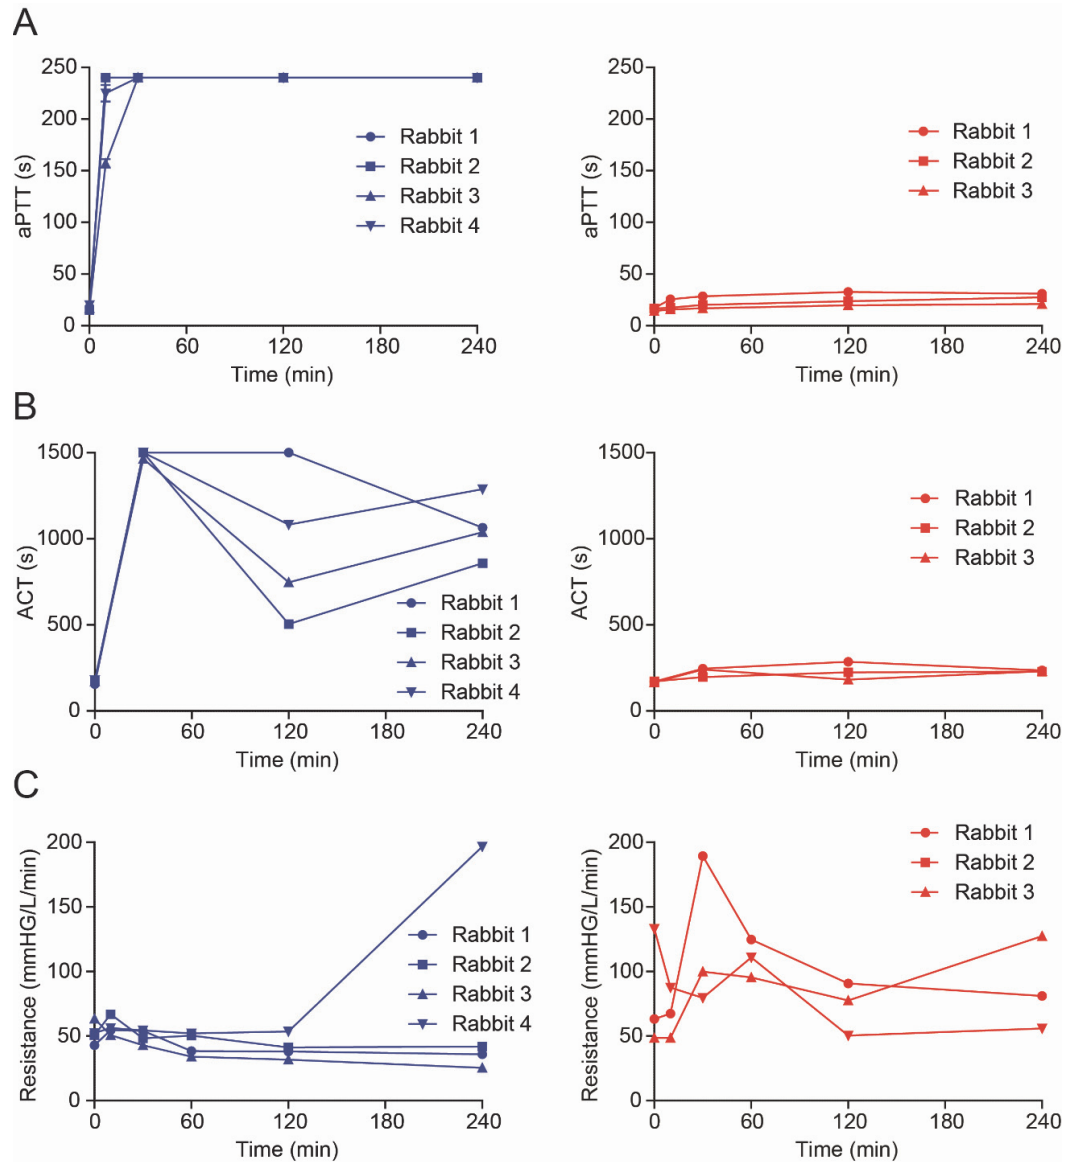 A
250
200
150
100
50
0
aPTT (s)
Rabbit 1
Rabbit 2
Rabbit 3
Rabbit 4
0 60 120 180 240
Time (min)
250
200
150
100
50
0
aPTT (s)
Rabbit 1
Rabbit 2
Rabbit 3
0 60 120 180 240
Time (min)
B
1500
1000
500
0
ACT (s)
Rabbit 1
Rabbit 2
Rabbit 3
Rabbit 4
0 60 120 180 240
Time (min)
1500
1000
500
0
ACT (s)
Rabbit 1
Rabbit 2
Rabbit 3
0 60 120 180 240
Time (min)
C
200
150
100
50
0
Resistance (mmHG/L/min)
Rabbit 1
Rabbit 2
Rabbit 3
Rabbit 4
0 60 120 180 240
Time (min)
200
150
100
50
0
Resistance (mmHG/L/min)
Rabbit 1
Rabbit 2
Rabbit 3
0 60 120 180 240
Time (min)